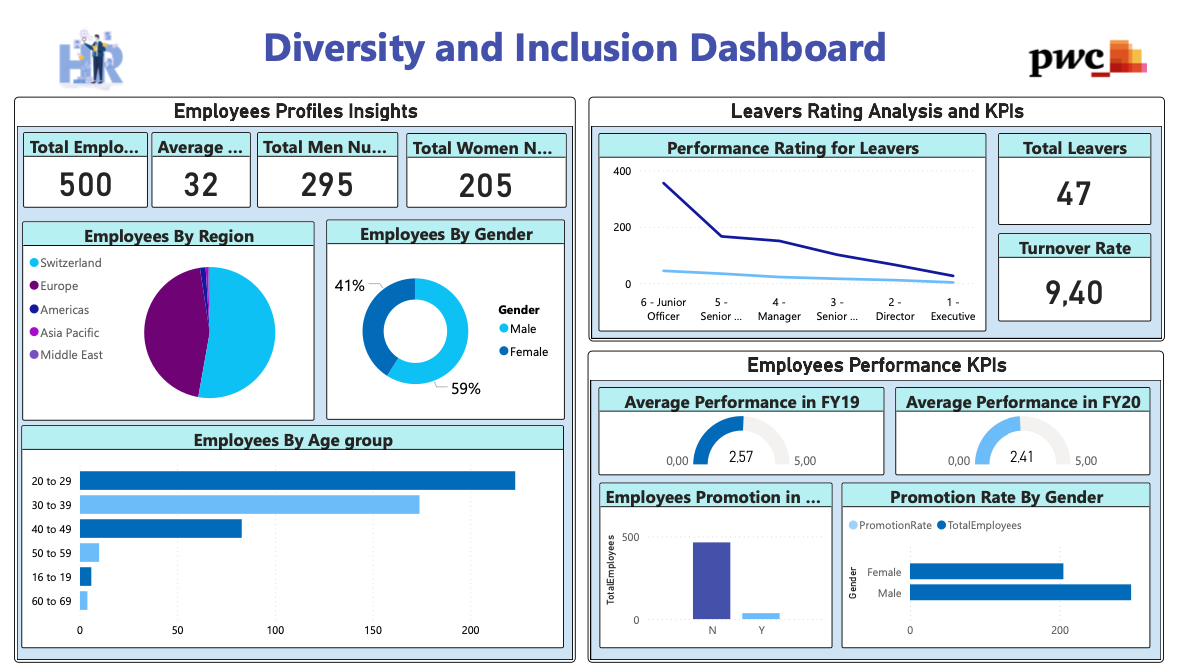 HR
Diversity and Inclusion Dashboard
pwc
Employees Profiles Insights
Total Emplo...
500
Average ...
32
Total Men Nu...
295
Total Women N...
205
Employees By Region
Switzerland
Europe
Americas
Asia Pacific
Middle East
Employees By Gender
41%
59%
Gender
Male
Female
Employees By Age group
20 to 29
30 to 39
40 to 49
50 to 59
16 to 19
60 to 69
0 50 100 150 200
Leavers Rating Analysis and KPIs
Performance Rating for Leavers
400
200
0
6 - Junior Officer
5 - Senior ...
4 - Manager
3 - Senior ...
2 - Director
1 - Executive
Total Leavers
47
Turnover Rate
9,40
Employees Performance KPIs
Average Performance in FY19
0,00 2,57 5,00
Average Performance in FY20
0,00 2,41 5,00
Employees Promotion in ...
TotalEmployees
500
0
N Y
Promotion Rate By Gender
PromotionRate TotalEmployees
Gender
Female
Male
0 200